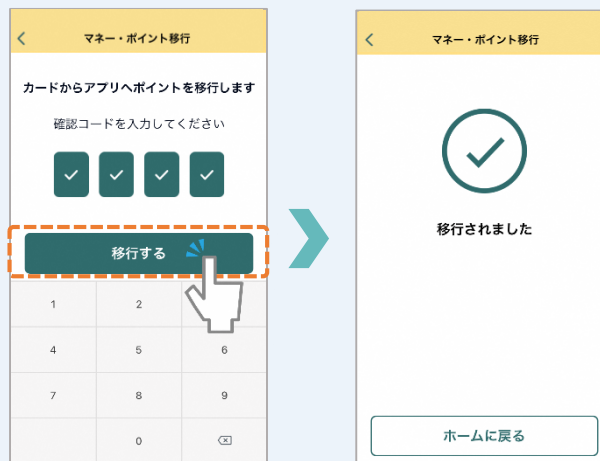 マネー・ポイント移行
カードからアプリへポイントを移行します
確認コードを入力してください
移行する
1 2
4 5 6
7 8 9
0
マネー・ポイント移行
移行されました
ホームに戻る